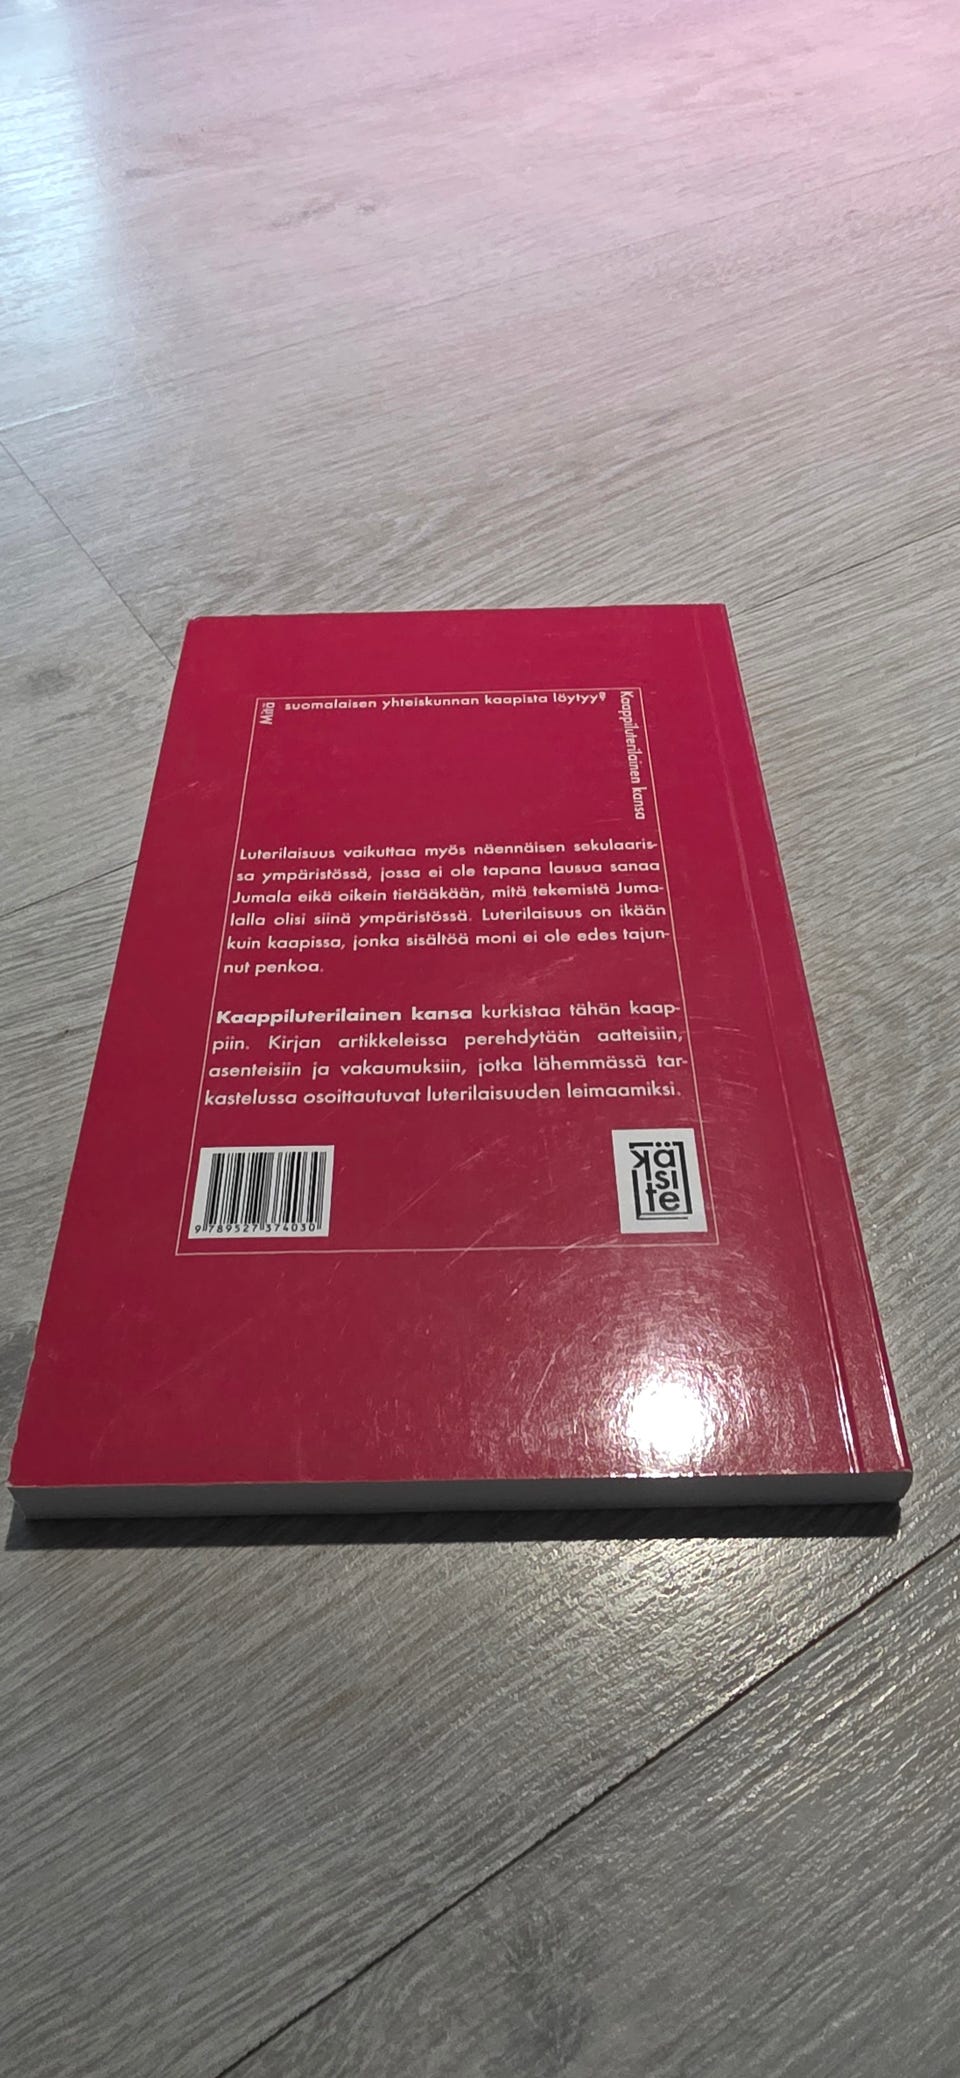 Mitä
suomalaisen yhteiskunnan kaapista löytyy?
Kaappiluterilainen kansa
Luterilaisuus vaikuttaa myös näennäisen sekulaaris-
sa ympäristössä, jossa ei ole tapana lausua sanaa
Jumala eikä oikein tietääkään, mitä tekemistä Juma-
lalla olisi siinä ympäristössä. Luterilaisuus on ikään
kuin kaapissa, jonka sisältöä moni ei ole edes tajun-
nut penkoa.
Kaappiluterilainen kansa kurkistaa tähän kaap-
piin. Kirjan artikkeleissa perehdytään aatteisiin,
asenteisiin ja vakaumuksiin, jotka lähemmässä tar-
kastelussa osoittautuvat luterilaisuuden leimaamiksi.
9 789527 374030
Kä
si
te